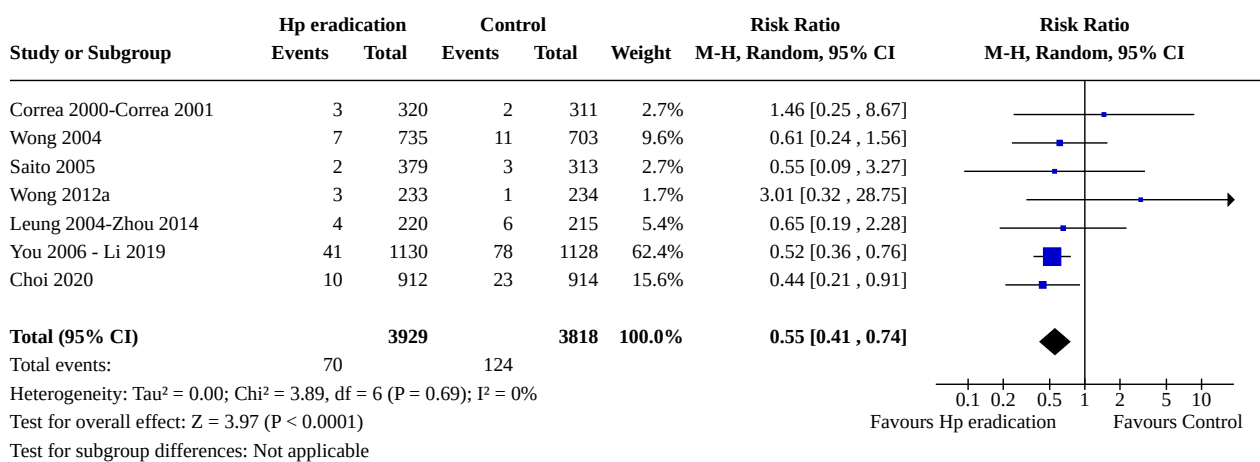 Hp eradication Control Risk Ratio Risk Ratio
Study or Subgroup Events Total Events Total Weight M-H, Random, 95% CI M-H, Random, 95% CI
Correa 2000-Correa 2001 3 320 2 311 2.7% 1.46 [0.25 , 8.67]
Wong 2004 7 735 11 703 9.6% 0.61 [0.24 , 1.56]
Saito 2005 2 379 3 313 2.7% 0.55 [0.09 , 3.27]
Wong 2012a 3 233 1 234 1.7% 3.01 [0.32 , 28.75]
Leung 2004-Zhou 2014 4 220 6 215 5.4% 0.65 [0.19 , 2.28]
You 2006 - Li 2019 41 1130 78 1128 62.4% 0.52 [0.36 , 0.76]
Choi 2020 10 912 23 914 15.6% 0.44 [0.21 , 0.91]
Total (95% CI) 3929 3818 100.0% 0.55 [0.41 , 0.74]
Total events: 70 124
Heterogeneity: Tau² = 0.00; Chi² = 3.89, df = 6 (P = 0.69); I² = 0%
0.1 0.2 0.5 1 2 5 10
Test for overall effect: Z = 3.97 (P < 0.0001)
Favours Hp eradication Favours Control
Test for subgroup differences: Not applicable